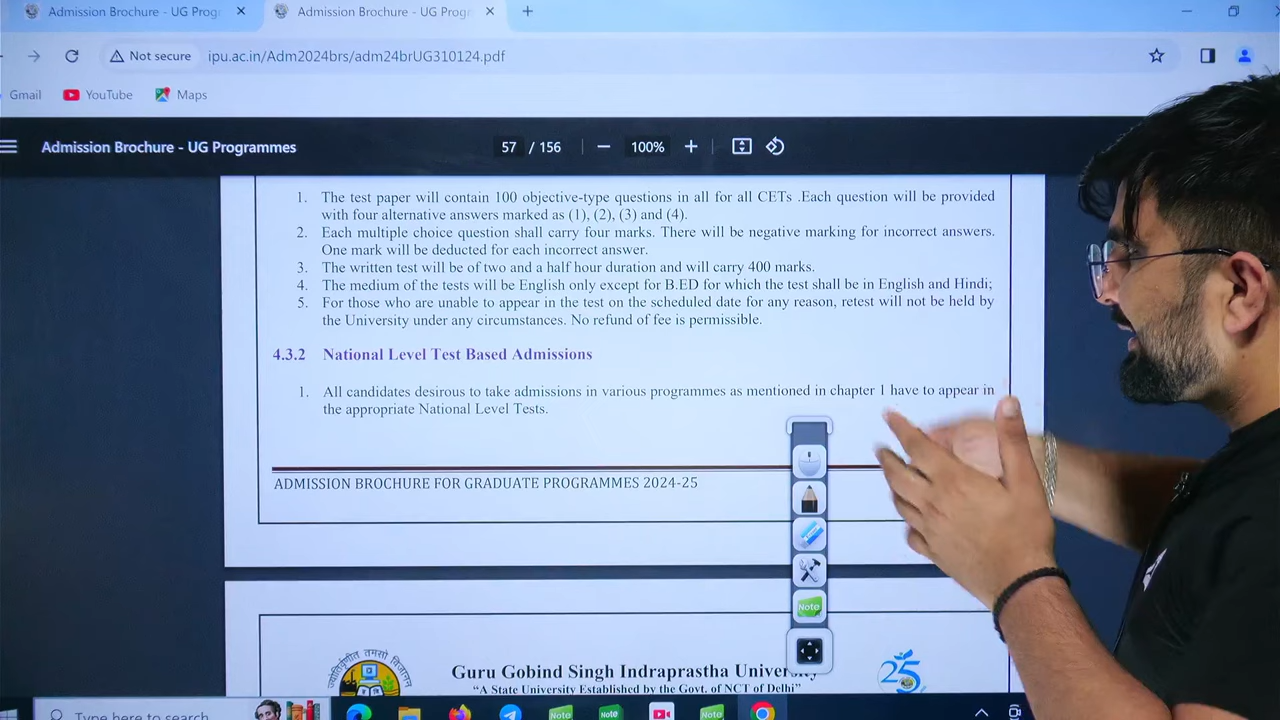 Admission Brochure - UG Prog
Admission Brochure - UG Prog
Not secure
ipu.ac.in/Adm2024brs/adm24brUG310124.pdf
Gmail
YouTube
Maps
Admission Brochure - UG Programmes
57 / 156
100%
1. The test paper will contain 100 objective-type questions in all for all CETs .Each question will be provided
with four alternative answers marked as (1), (2), (3) and (4).
2. Each multiple choice question shall carry four marks. There will be negative marking for incorrect answers.
One mark will be deducted for each incorrect answer.
3. The written test will be of two and a half hour duration and will carry 400 marks.
4. The medium of the tests will be English only except for B.ED for which the test shall be in English and Hindi;
5. For those who are unable to appear in the test on the scheduled date for any reason, retest will not be held by
the University under any circumstances. No refund of fee is permissible.
4.3.2 National Level Test Based Admissions
1. All candidates desirous to take admissions in various programmes as mentioned in chapter 1 have to appear in
the appropriate National Level Tests.
ADMISSION BROCHURE FOR GRADUATE PROGRAMMES 2024-25
Note
ज्योतिर्वृणीत तमसो विजानन
Guru Gobind Singh Indraprastha Univer
25
"A State University Established by the Govt. of NCT of Delhi"
Type here to search
Note
Note
Note